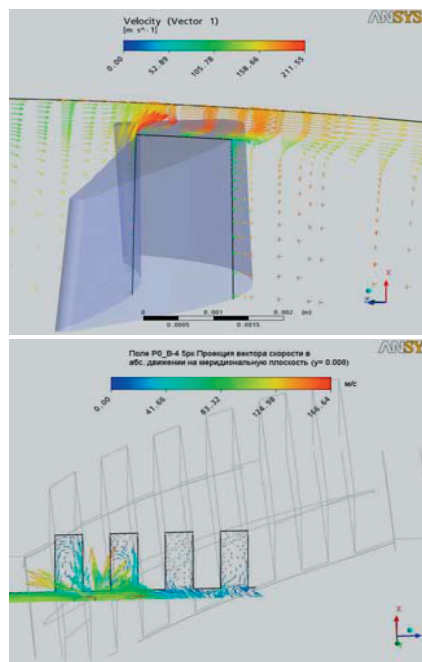 ANSYS
Velocity (Vector 1)
[m s^-1]
0.00 52.89 105.78 158.66 211.55
X
0 0.001 0.002 (m)
0.0005 0.0015
ANSY
Поле P0_B-4 5рк Проекция вектора скорости в
абс. движении на меридиональную плоскость (y= 0.008)
м/с
0.00 41.66 83.32 124.98 166.64
X
Y